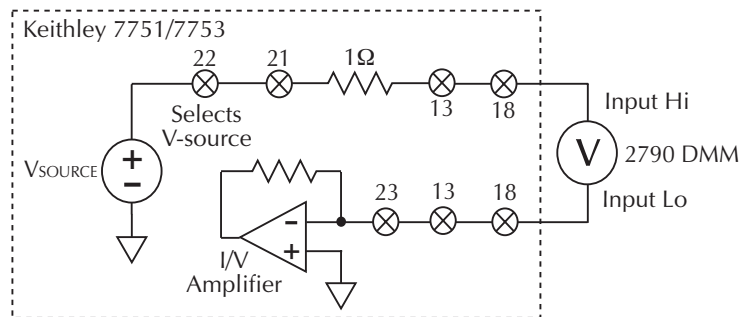 Keithley 7751/7753
22
21
1Ω
13
18
Selects
V-source
Input Hi
VSOURCE
+
−
V
2790 DMM
Input Lo
23
13
18
-
+
I/V
Amplifier